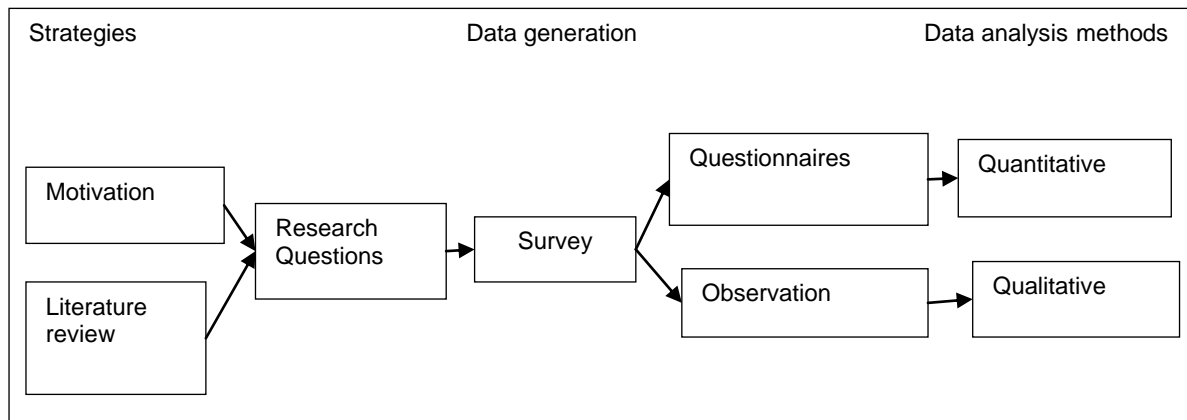 Strategies
Data generation
Data analysis methods
Motivation
Literature
review
Research
Questions
Survey
Questionnaires
Observation
Quantitative
Qualitative